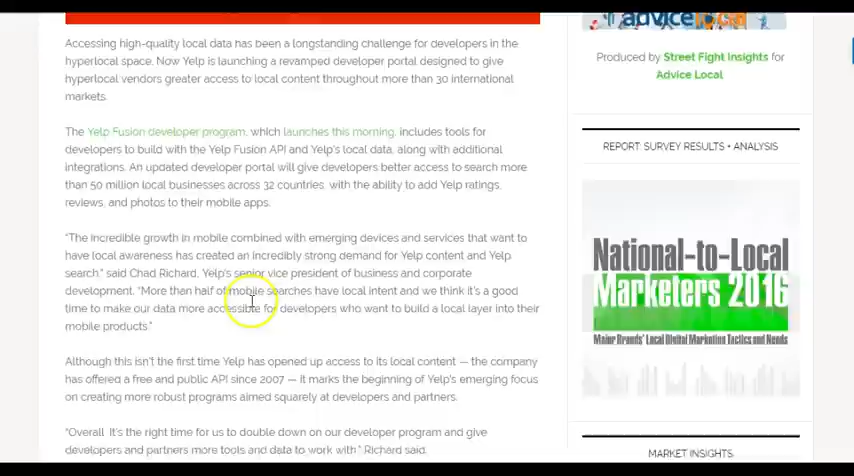 advicelocal
Accessing high-quality local data has been a longstanding challenge for developers in the
hyperlocal space. Now Yelp is launching a revamped developer portal designed to give
hyperlocal vendors greater access to local content throughout more than 30 international
markets.
The Yelp Fusion developer program, which launches this morning, includes tools for
developers to build with the Yelp Fusion API and Yelp's local data, along with additional
integrations. An updated developer portal will give developers better access to search more
than 50 million local businesses across 32 countries, with the ability to add Yelp ratings,
reviews, and photos to their mobile apps.
"The incredible growth in mobile combined with emerging devices and services that want to
have local awareness has created an incredibly strong demand for Yelp content and Yelp
search," said Chad Richard, Yelp's senior vice president of business and corporate
development. "More than half of mobile searches have local intent and we think it's a good
time to make our data more accessible for developers who want to build a local layer into their
mobile products."
Although this isn't the first time Yelp has opened up access to its local content — the company
has offered a free and public API since 2007 — it marks the beginning of Yelp's emerging focus
on creating more robust programs aimed squarely at developers and partners.
"Overall, it's the right time for us to double down on our developer program and give
developers and partners more tools and data to work with," Richard said.
Produced by Street Fight Insights for
Advice Local
REPORT: SURVEY RESULTS + ANALYSIS
National-to-Local
Marketers 2016
Major Brands' Local Digital Marketing Tactics and Needs
MARKET INSIGHTS: